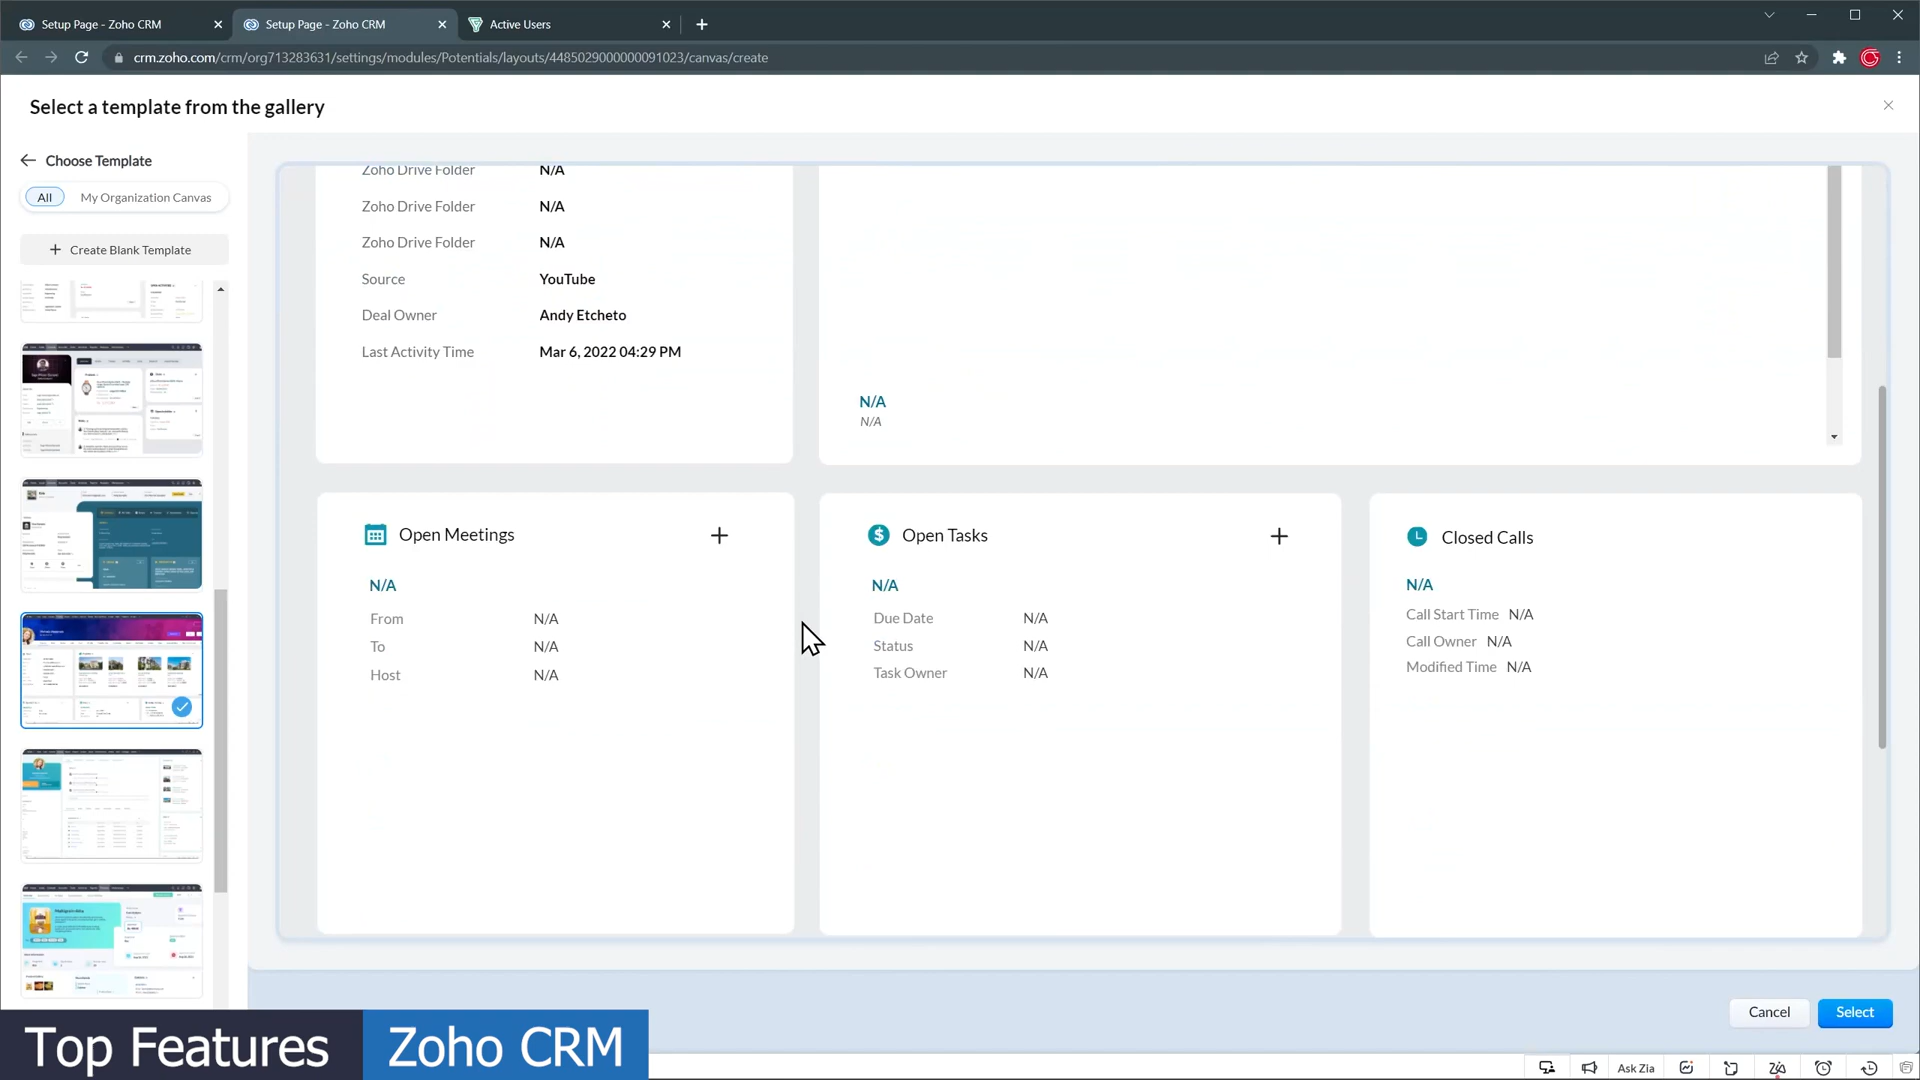 Setup Page - Zoho CRM
Setup Page - Zoho CRM
Active Users
crm.zoho.com/crm/org713283631/settings/modules/Potentials/layouts/4485029000000091023/canvas/create
Select a template from the gallery
Choose Template
All
My Organization Canvas
+ Create Blank Template
Zoho Drive Folder N/A
Zoho Drive Folder N/A
Zoho Drive Folder N/A
Source YouTube
Deal Owner Andy Etcheto
Last Activity Time Mar 6, 2022 04:29 PM
N/A
N/A
Open Meetings
N/A
From N/A
To N/A
Host N/A
Open Tasks
N/A
Due Date N/A
Status N/A
Task Owner N/A
Closed Calls
N/A
Call Start Time N/A
Call Owner N/A
Modified Time N/A
Cancel
Select
Top Features
Zoho CRM
Ask Zia